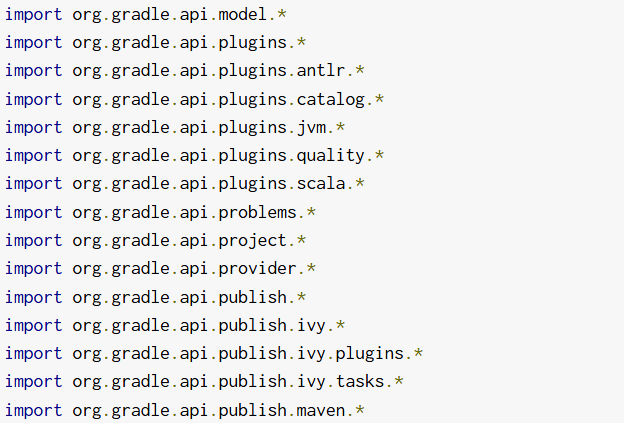 import org.gradle.api.model.*
import org.gradle.api.plugins.*
import org.gradle.api.plugins.antlr.*
import org.gradle.api.plugins.catalog.*
import org.gradle.api.plugins.jvm.*
import org.gradle.api.plugins.quality.*
import org.gradle.api.plugins.scala.*
import org.gradle.api.problems.*
import org.gradle.api.project.*
import org.gradle.api.provider.*
import org.gradle.api.publish.*
import org.gradle.api.publish.ivy.*
import org.gradle.api.publish.ivy.plugins.*
import org.gradle.api.publish.ivy.tasks.*
import org.gradle.api.publish.maven.*